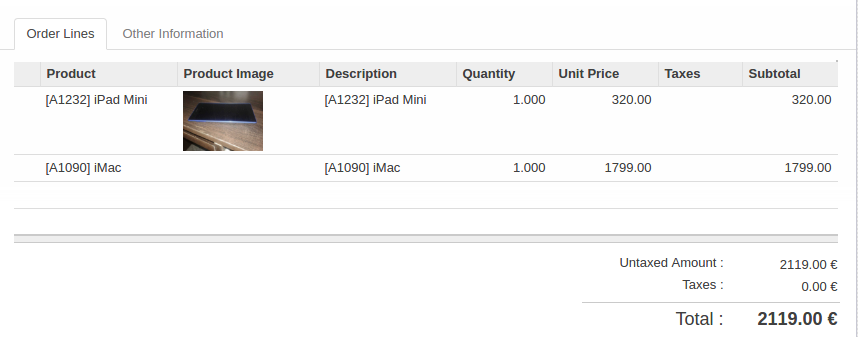 Order Lines Other Information
Product Product Image Description Quantity Unit Price Taxes Subtotal
[A1232] iPad Mini [A1232] iPad Mini 1.000 320.00 320.00
[A1090] iMac [A1090] iMac 1.000 1799.00 1799.00
Untaxed Amount : 2119.00 €
Taxes : 0.00 €
Total : 2119.00 €